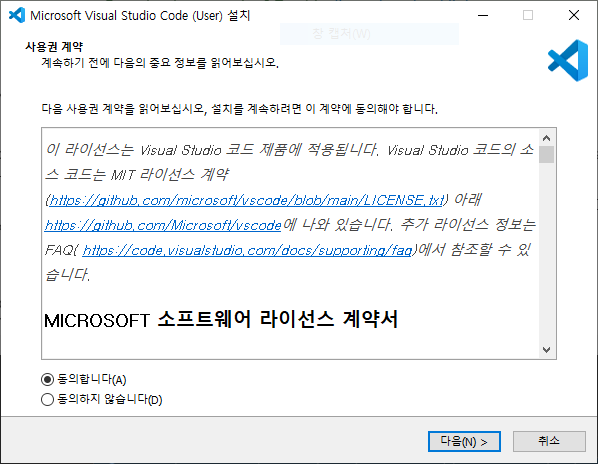 Microsoft Visual Studio Code (User) 설치
창 캡처(W)
사용권 계약
계속하기 전에 다음의 중요 정보를 읽어보십시오.
다음 사용권 계약을 읽어보십시오, 설치를 계속하려면 이 계약에 동의해야 합니다.
이 라이선스는 Visual Studio 코드 제품에 적용됩니다. Visual Studio 코드의 소
스 코드는 MIT 라이선스 계약
(https://github.com/microsoft/vscode/blob/main/LICENSE.txt) 아래
https://github.com/Microsoft/vscode에 나와 있습니다. 추가 라이선스 정보는
FAQ( https://code.visualstudio.com/docs/supporting/faq)에서 참조할 수 있
습니다.
MICROSOFT 소프트웨어 라이선스 계약서
동의합니다(A)
동의하지 않습니다(D)
다음(N) >
취소